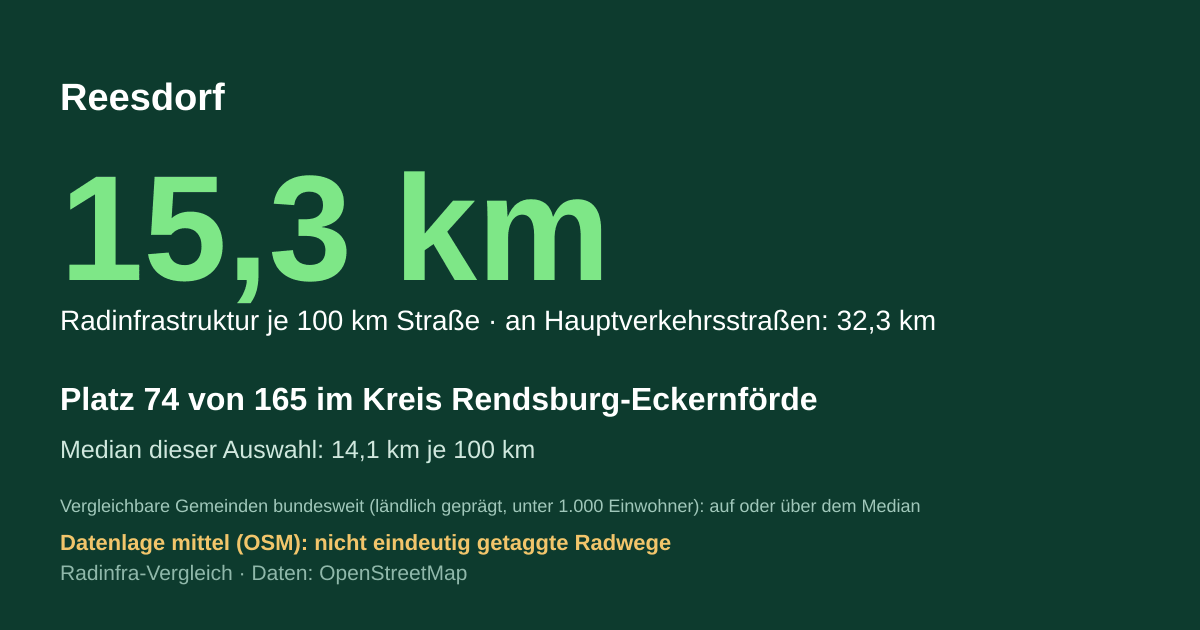 Reesdorf
15,3 km
Radinfrastruktur je 100 km Straße · an Hauptverkehrsstraßen: 32,3 km
Platz 74 von 165 im Kreis Rendsburg-Eckernförde
Median dieser Auswahl: 14,1 km je 100 km
Vergleichbare Gemeinden bundesweit (ländlich geprägt, unter 1.000 Einwohner): auf oder über dem Median
Datenlage mittel (OSM): nicht eindeutig getaggte Radwege
Radinfra-Vergleich · Daten: OpenStreetMap